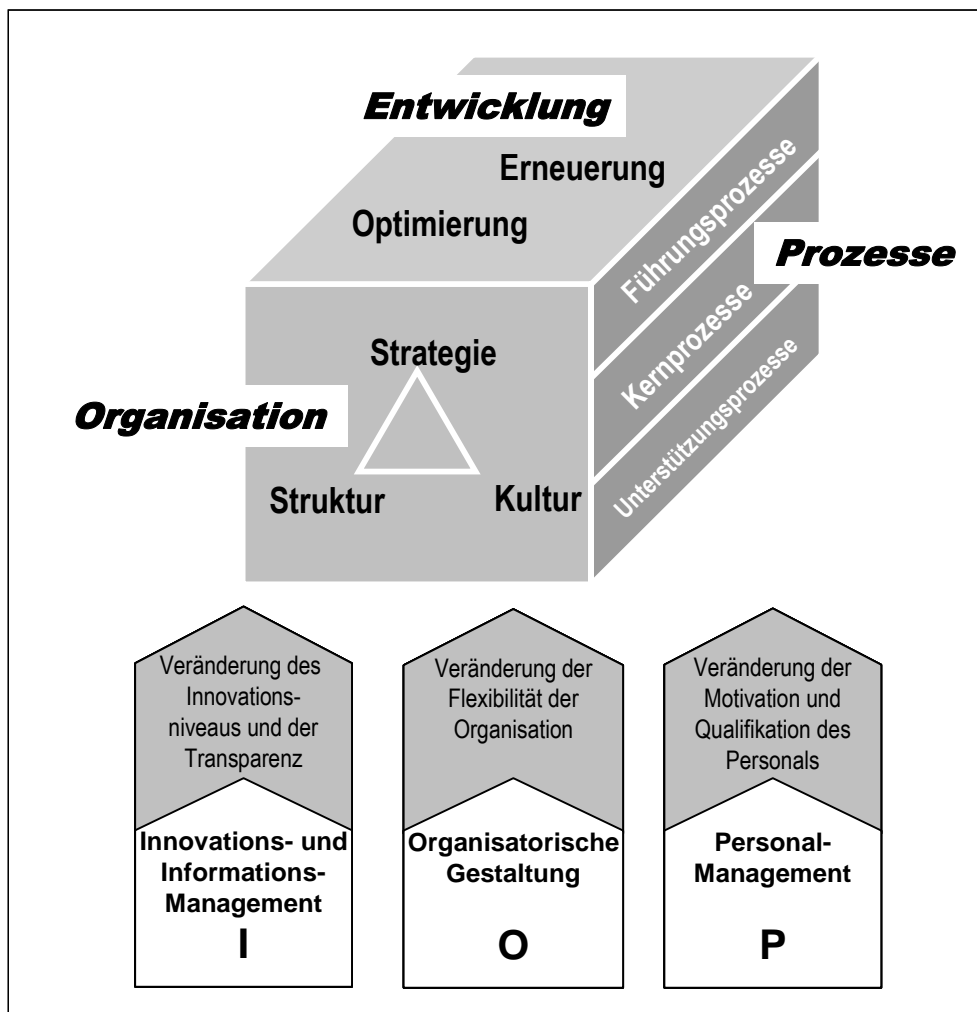 Entwicklung
Erneuerung
Optimierung
Führungsprozesse
Prozesse
Kernprozesse
Unterstützungsprozesse
Strategie
Organisation
Struktur
Kultur
Veränderung des
Innovations-
niveaus und der
Transparenz
Innovations- und
Informations-
Management
I
Veränderung der
Flexibilität der
Organisation
Organisatorische
Gestaltung
O
Veränderung der
Motivation und
Qualifikation des
Personals
Personal-
Management
P